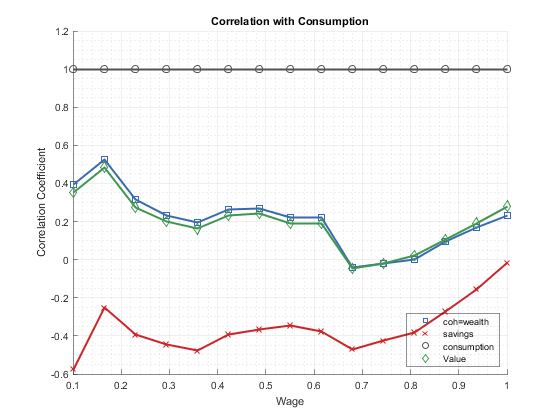 Correlation with Consumption
1.2
1
0.8
0.6
0.4
0.2
0
-0.2
-0.4
-0.6
Correlation Coefficient
0.1 0.2 0.3 0.4 0.5 0.6 0.7 0.8 0.9 1
Wage
coh=wealth
savings
consumption
Value